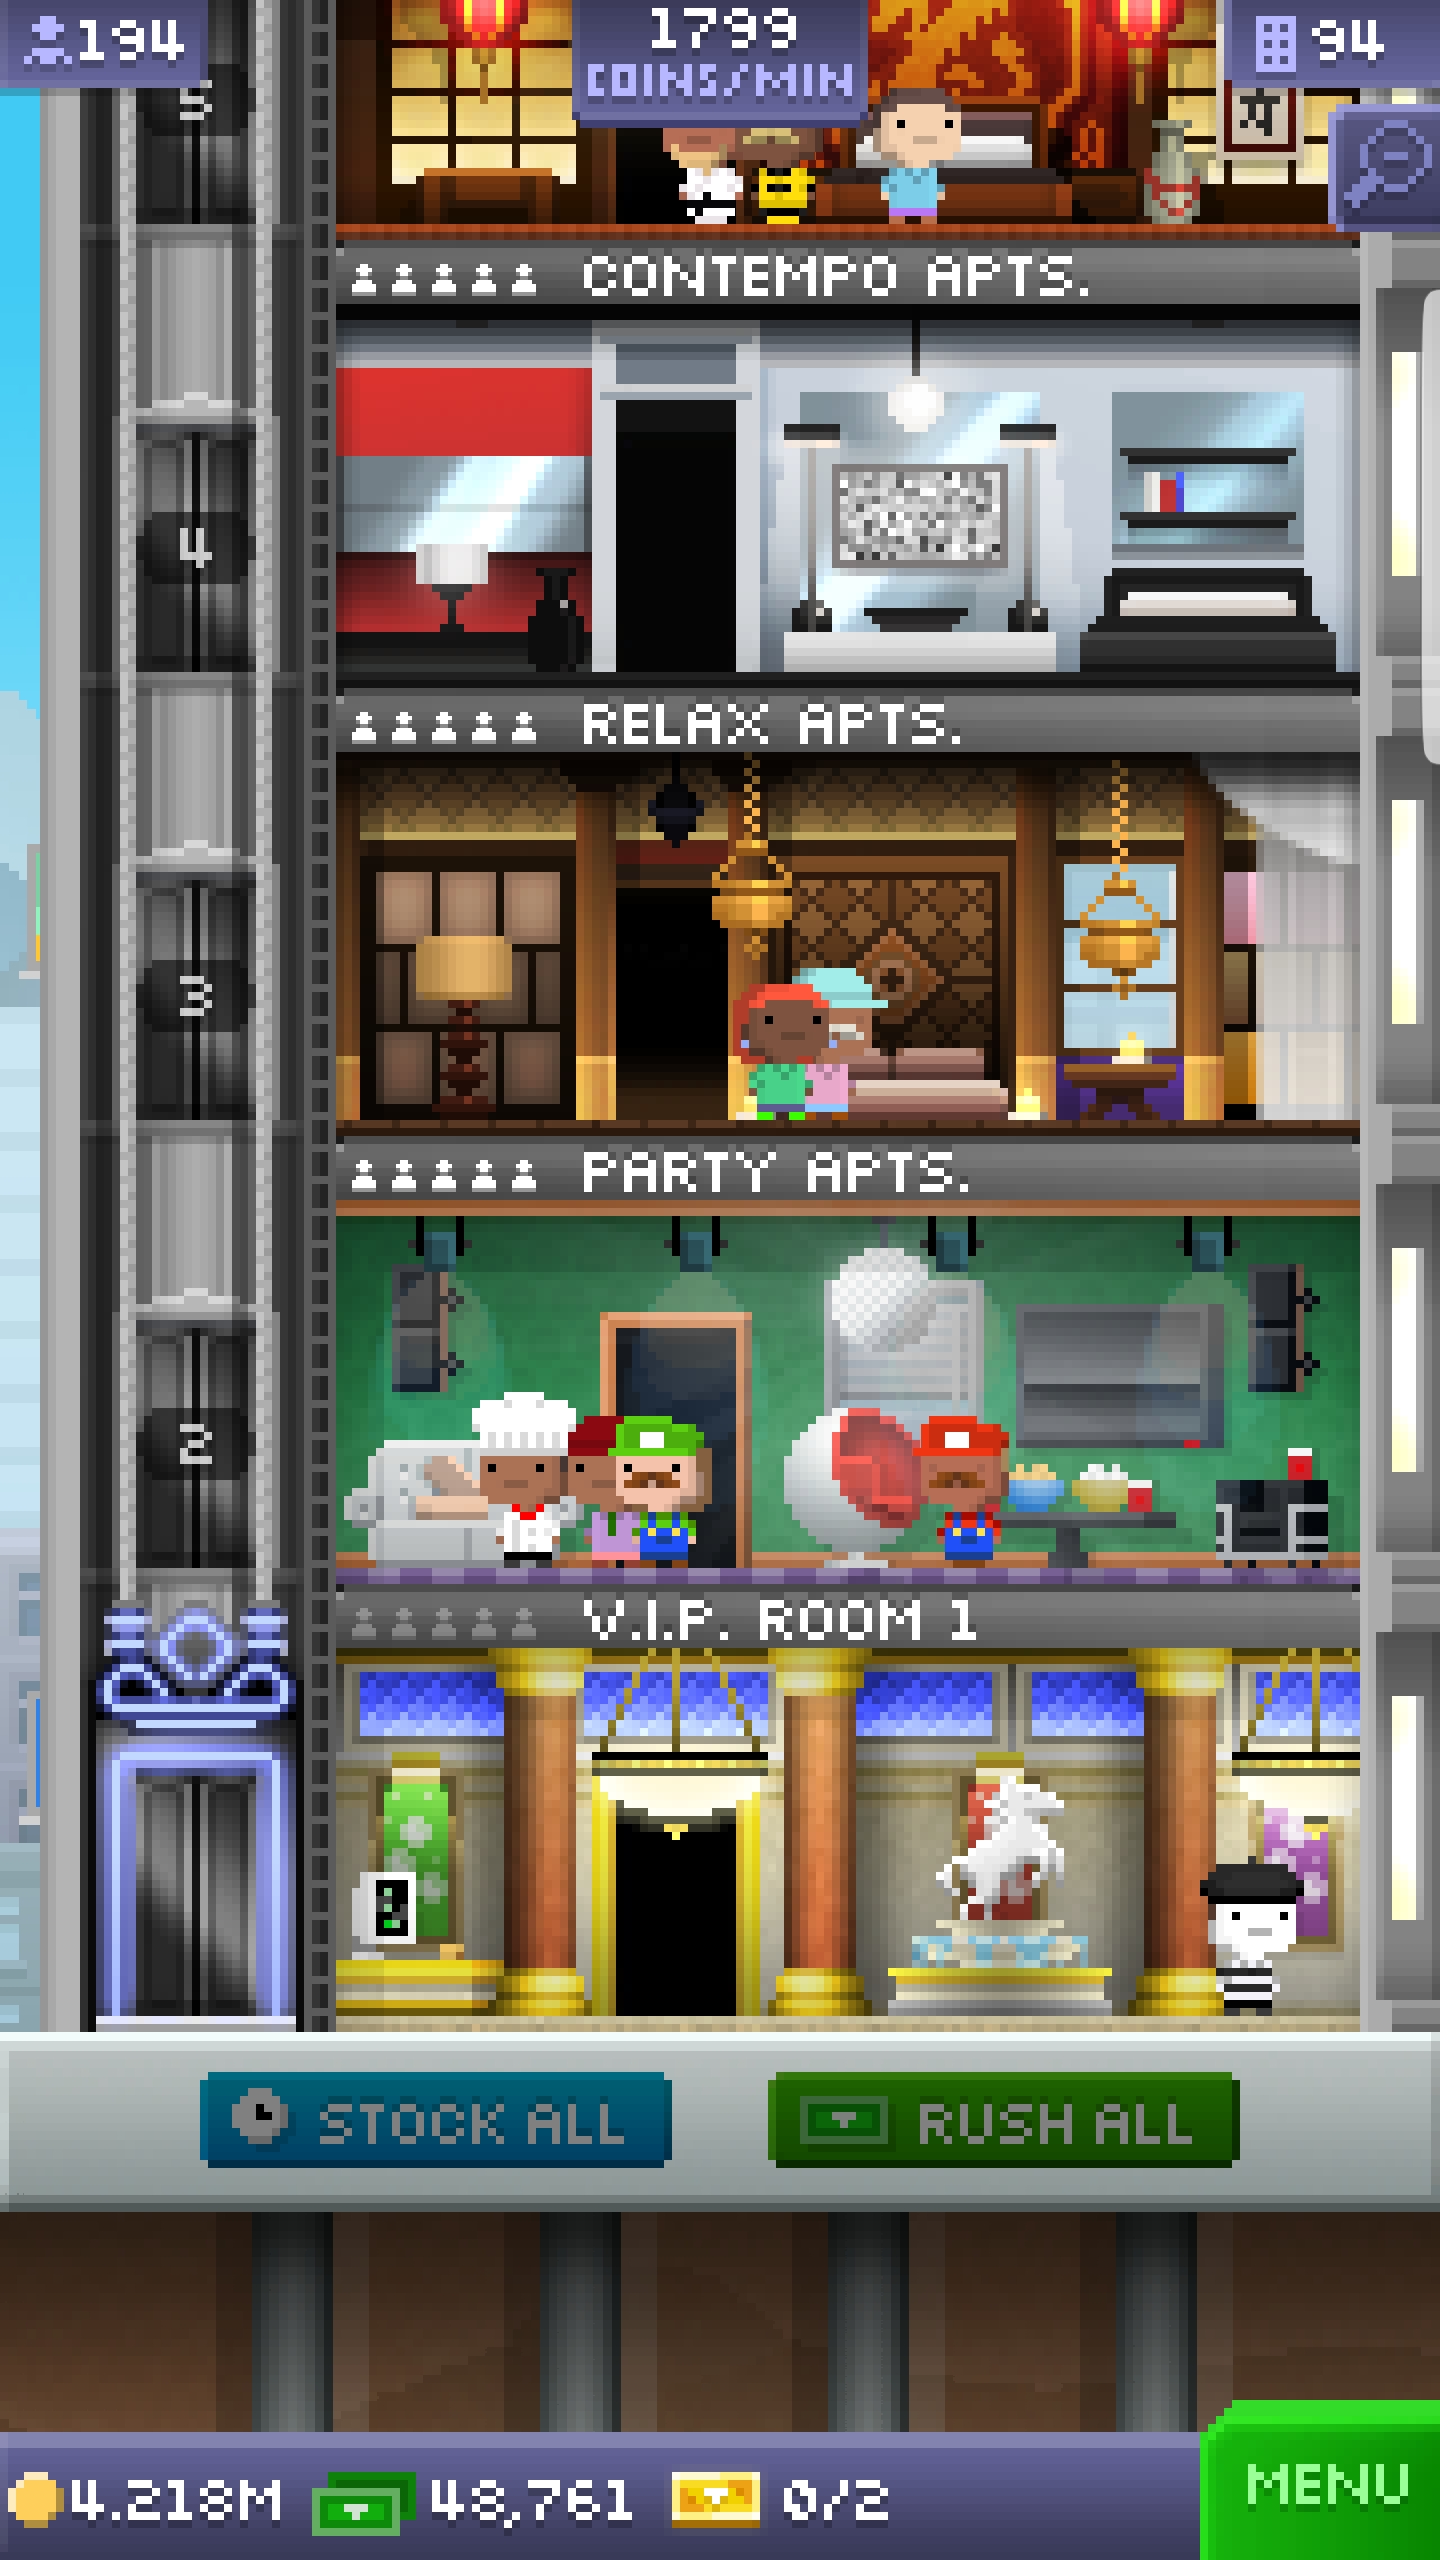 194
1799
COINS/MIN
94
5
CONTEMPO APTS.
4
RELAX APTS.
3
PARTY APTS.
2
V.I.P. ROOM 1
STOCK ALL
RUSH ALL
4.218M
48,761
0/2
MENU